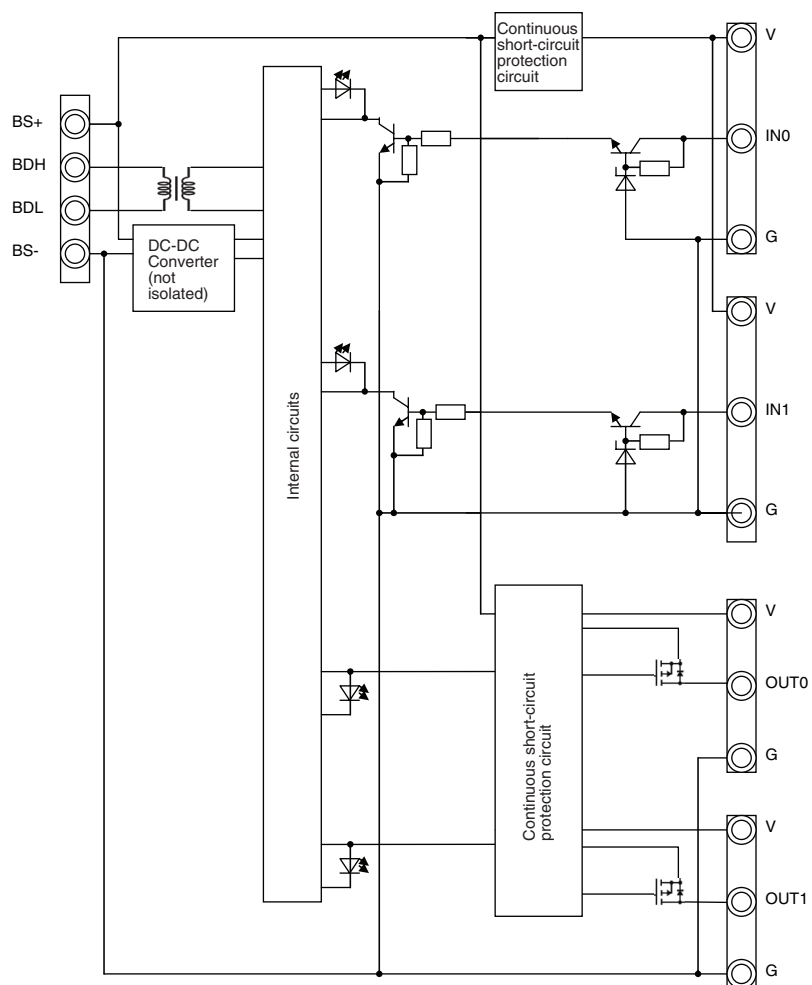 Continuous
short-circuit
protection
circuit
V
BS+
BDH
BDL
BS-
IN0
G
DC-DC
Converter
(not
isolated)
V
Internal circuits
IN1
G
V
Continuous short-circuit
protection circuit
OUT0
G
V
OUT1
G